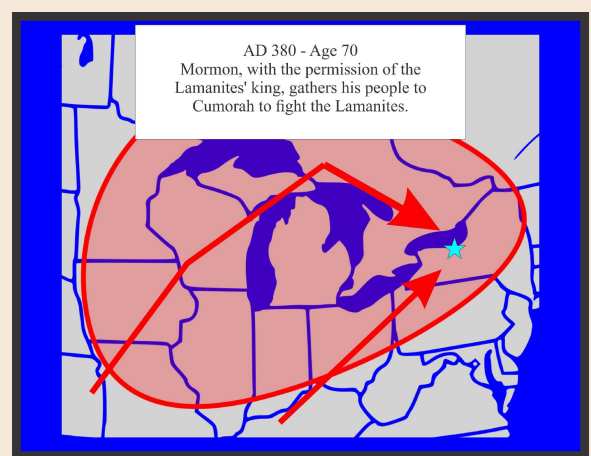 AD 380 - Age 70
Mormon, with the permission of the
Lamanites' king, gathers his people to
Cumorah to fight the Lamanites.